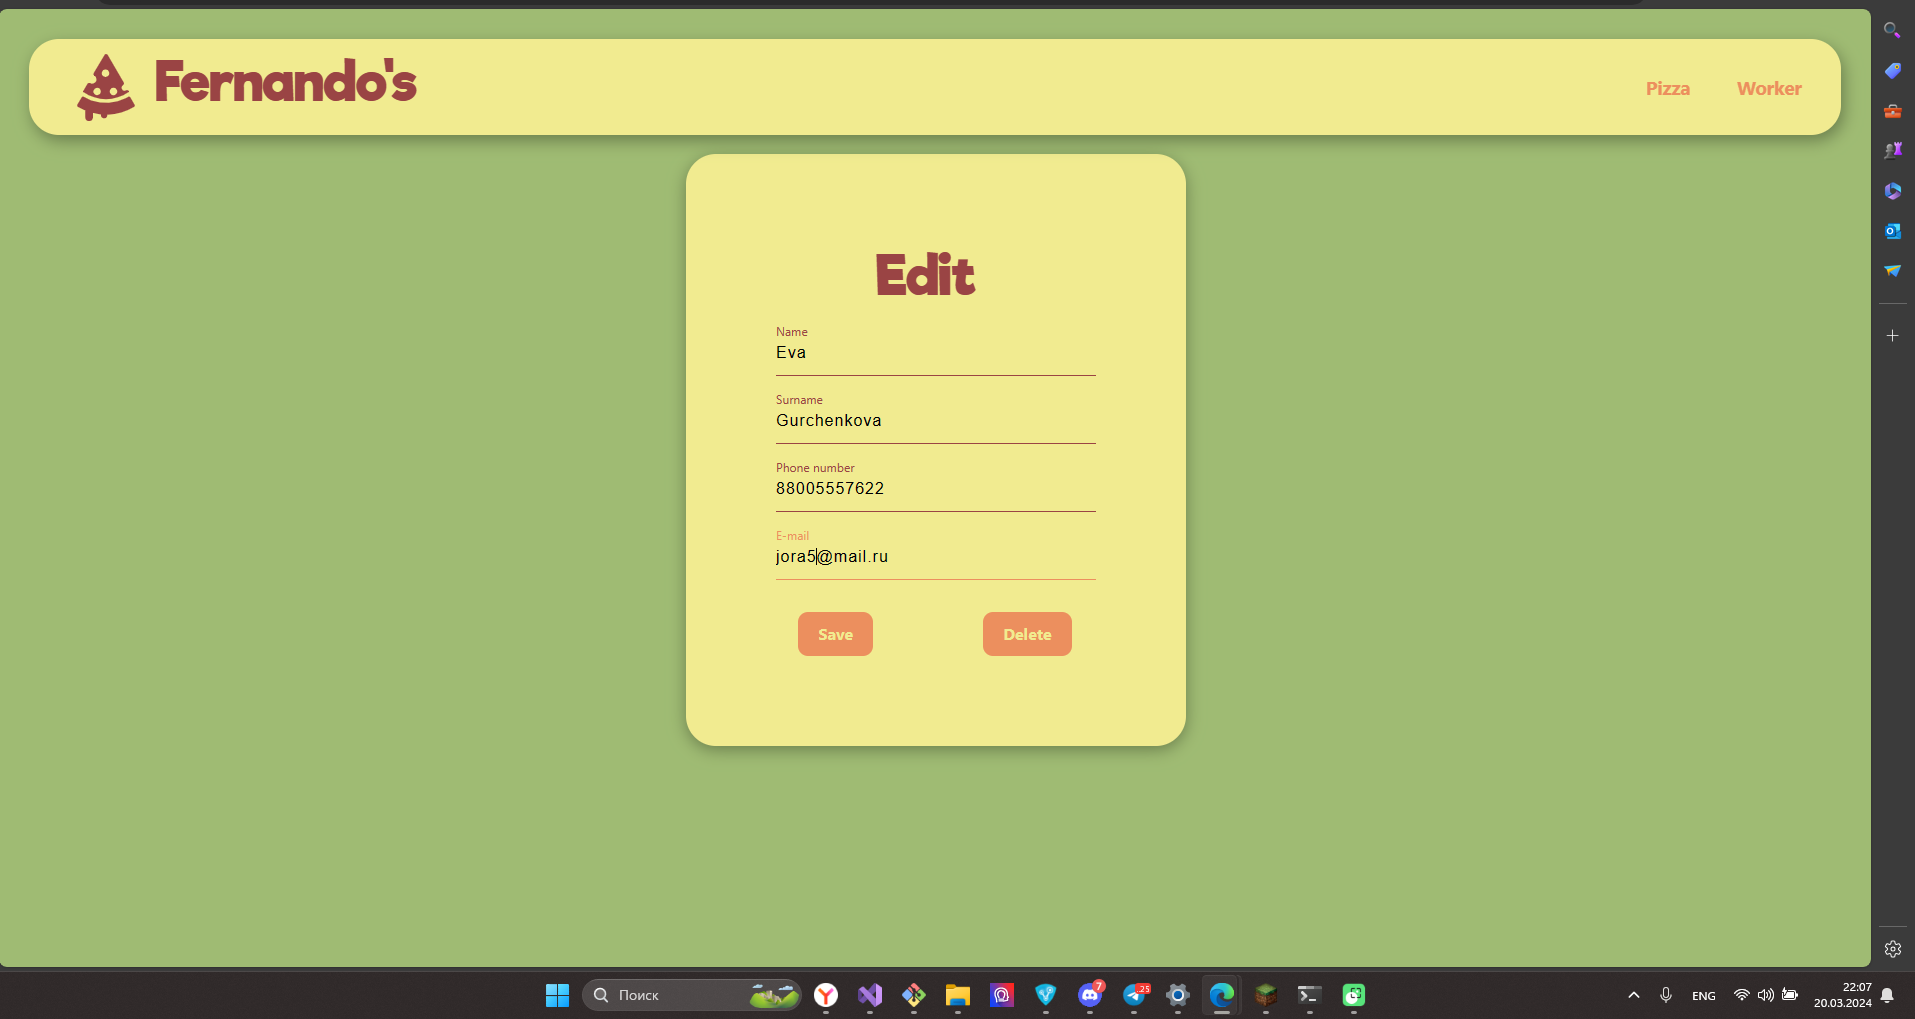 Fernando's
Pizza
Worker
Edit
Name
Eva
Surname
Gurchenkova
Phone number
88005557622
E-mail
jora5@mail.ru
Save
Delete
Поиск
7
25
ENG
22:07
20.03.2024